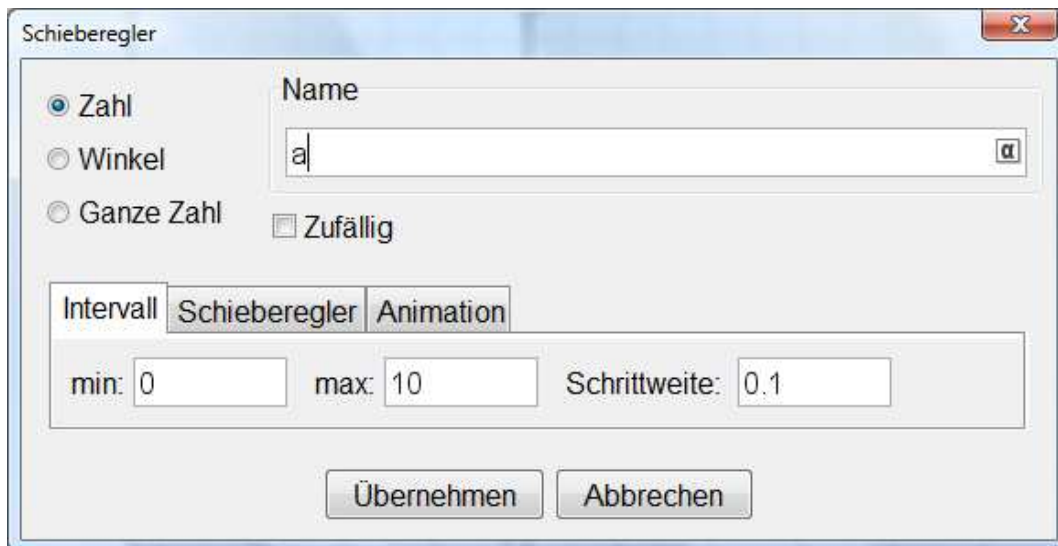 Schieberegler
Zahl
Winkel
Ganze Zahl
Name
a
α
Zufällig
Intervall Schieberegler Animation
min: 0 max: 10 Schrittweite: 0.1
Übernehmen Abbrechen